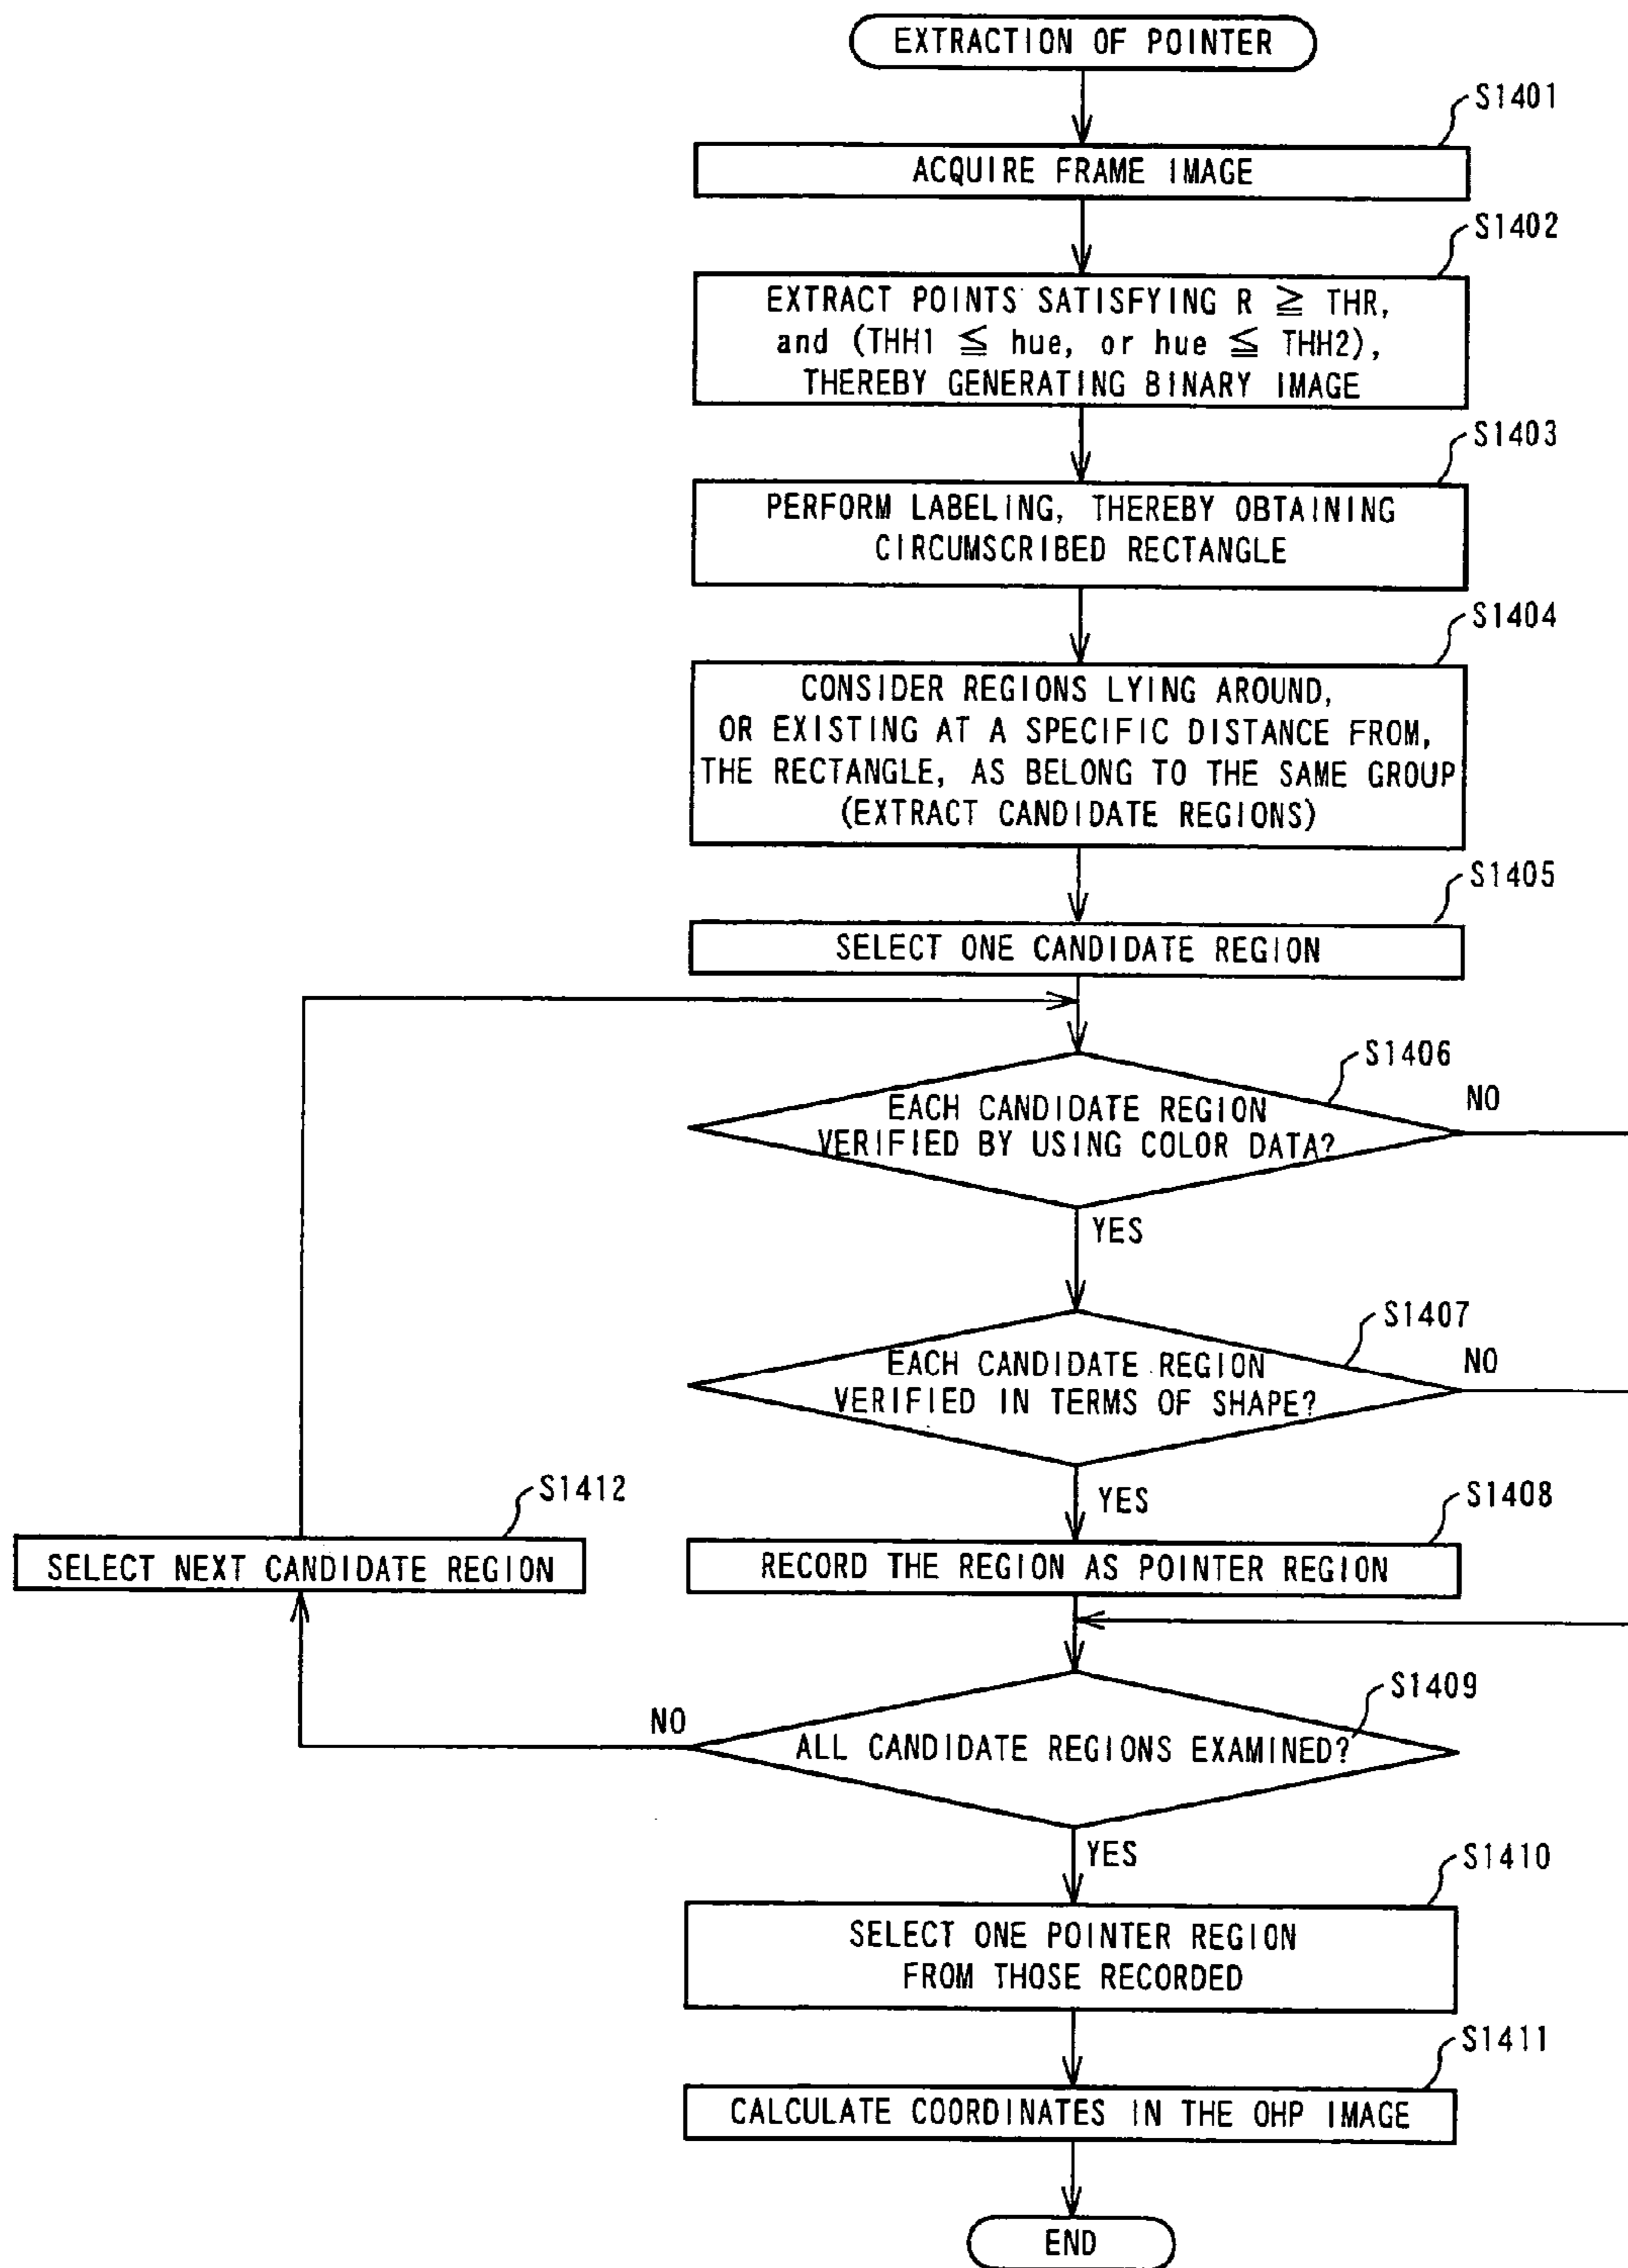 EXTRACTION OF POINTER
S1401
ACQUIRE FRAME IMAGE
S1402
EXTRACT POINTS SATISFYING R ≧ THR,
and (THH1 ≦ hue, or hue ≦ THH2),
THEREBY GENERATING BINARY IMAGE
S1403
PERFORM LABELING, THEREBY OBTAINING
CIRCUMSCRIBED RECTANGLE
S1404
CONSIDER REGIONS LYING AROUND,
OR EXISTING AT A SPECIFIC DISTANCE FROM,
THE RECTANGLE, AS BELONG TO THE SAME GROUP
(EXTRACT CANDIDATE REGIONS)
S1405
SELECT ONE CANDIDATE REGION
S1406
NO
EACH CANDIDATE REGION
VERIFIED BY USING COLOR DATA?
YES
S1407
NO
EACH CANDIDATE REGION
VERIFIED IN TERMS OF SHAPE?
YES
S1412
S1408
SELECT NEXT CANDIDATE REGION
RECORD THE REGION AS POINTER REGION
S1409
NO
ALL CANDIDATE REGIONS EXAMINED?
YES
S1410
SELECT ONE POINTER REGION
FROM THOSE RECORDED
S1411
CALCULATE COORDINATES IN THE OHP IMAGE
END